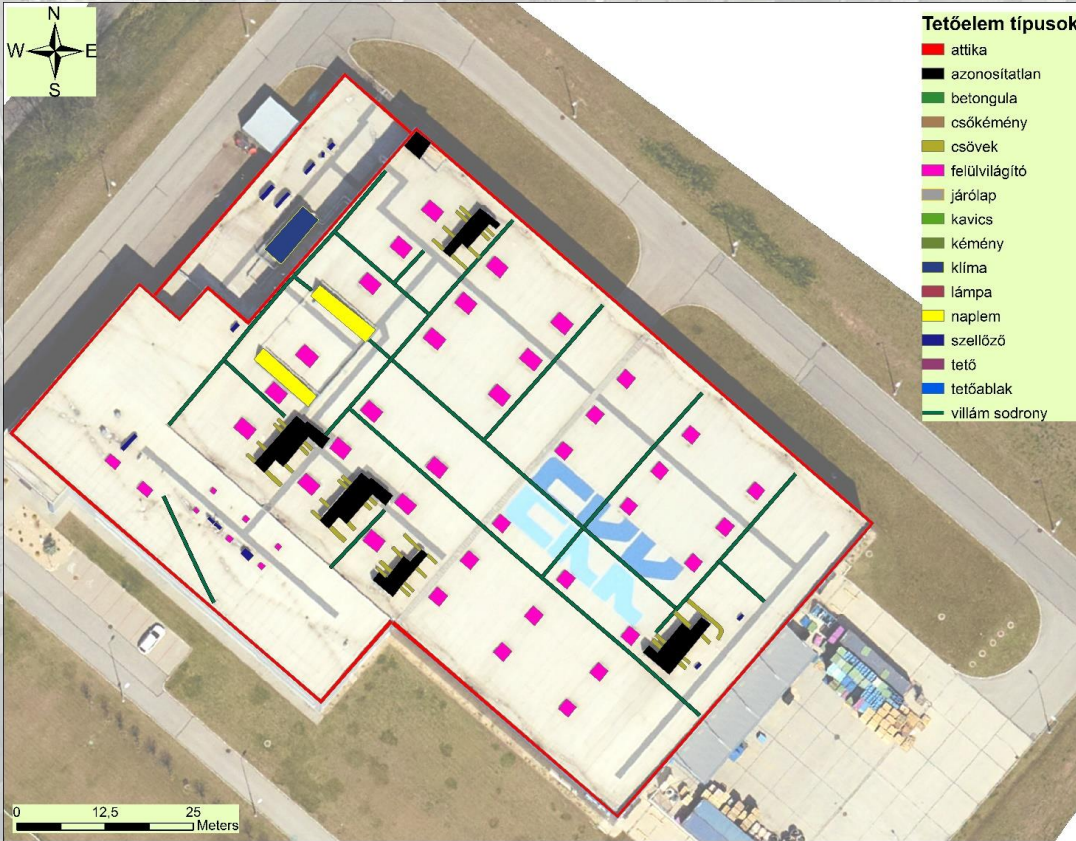 N
W E
S
Tetőelem típusok
attika
azonosítatlan
betongula
csőkémény
csövek
felülvilágító
járólap
kavics
kémény
klíma
lámpa
naplem
szellőző
tető
tetőablak
villám sodrony
0 12,5 25
Meters